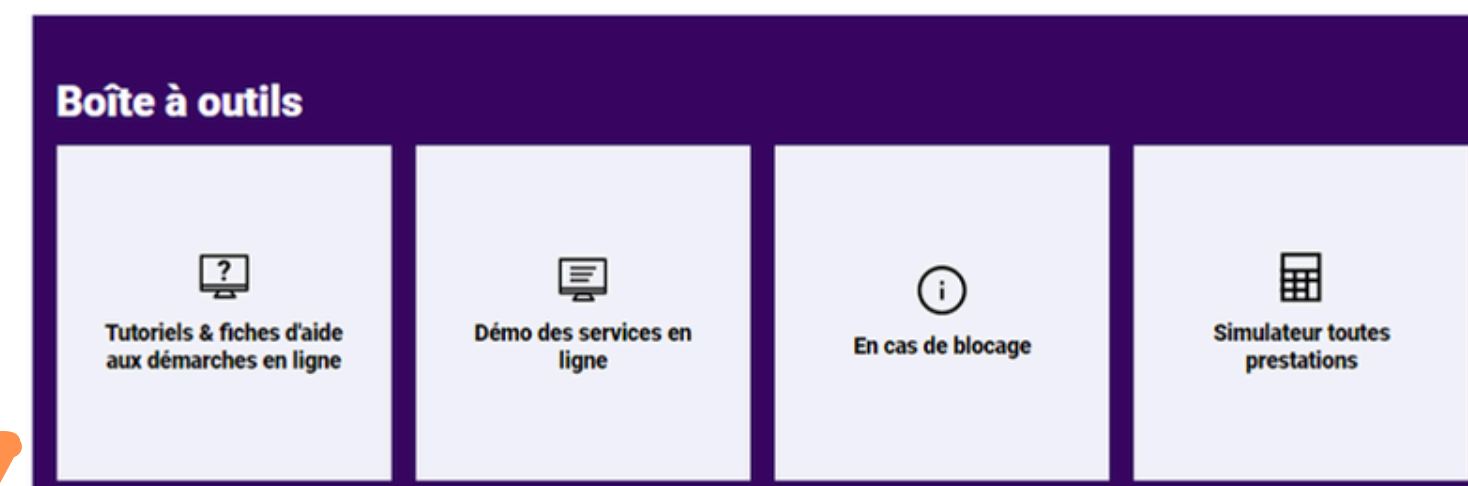 Boîte à outils
?
Tutoriels & fiches d'aide
aux démarches en ligne
Démo des services en
ligne
i
En cas de blocage
Simulateur toutes
prestations